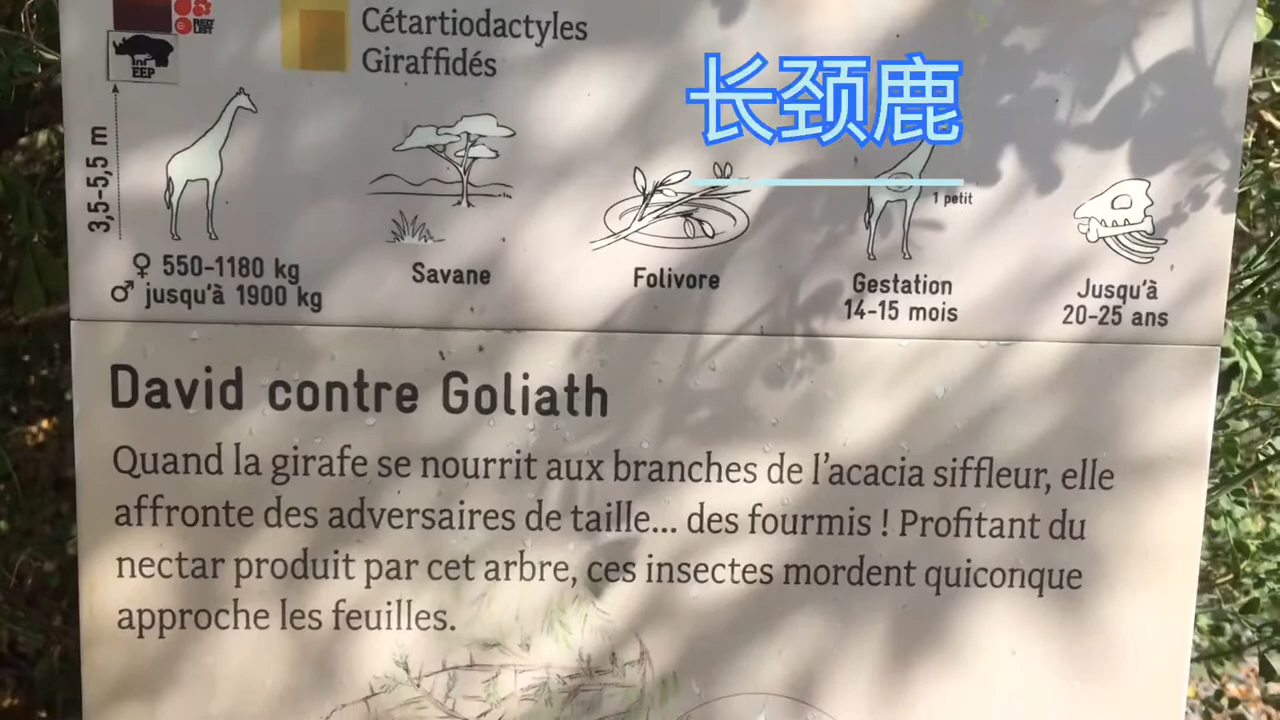 RED LIST
EEP
Cétartiodactyles
Giraffidés
长颈鹿
3,5-5,5 m
1 petit
♀ 550-1180 kg
♂ jusqu'à 1900 kg
Savane
Folivore
Gestation
14-15 mois
Jusqu'à
20-25 ans
David contre Goliath
Quand la girafe se nourrit aux branches de l'acacia siffleur, elle
affronte des adversaires de taille... des fourmis ! Profitant du
nectar produit par cet arbre, ces insectes mordent quiconque
approche les feuilles.